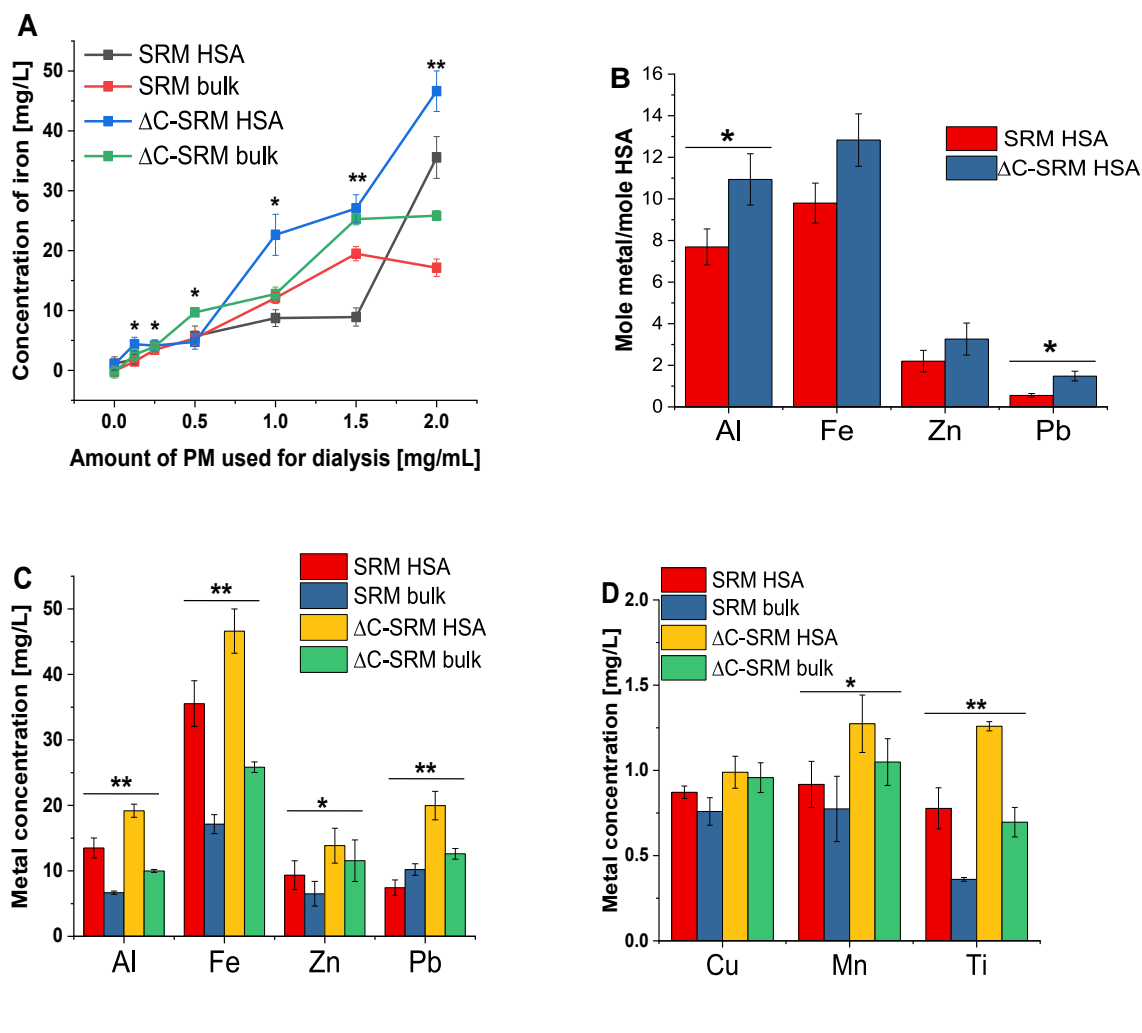 A
SRM HSA
SRM bulk
ΔC-SRM HSA
ΔC-SRM bulk
**
*
*
*
*
**
50
40
30
20
10
0
Concentration of iron [mg/L]
0.0 0.5 1.0 1.5 2.0
Amount of PM used for dialysis [mg/mL]
B
SRM HSA
ΔC-SRM HSA
*
*
16
14
12
10
8
6
4
2
0
Mole metal/mole HSA
Al Fe Zn Pb
C
SRM HSA
SRM bulk
ΔC-SRM HSA
ΔC-SRM bulk
**
**
*
**
50
40
30
20
10
0
Metal concentration [mg/L]
Al Fe Zn Pb
D
SRM HSA
SRM bulk
ΔC-SRM HSA
ΔC-SRM bulk
*
**
2.0
1.5
1.0
0.5
0.0
Metal concentration [mg/L]
Cu Mn Ti